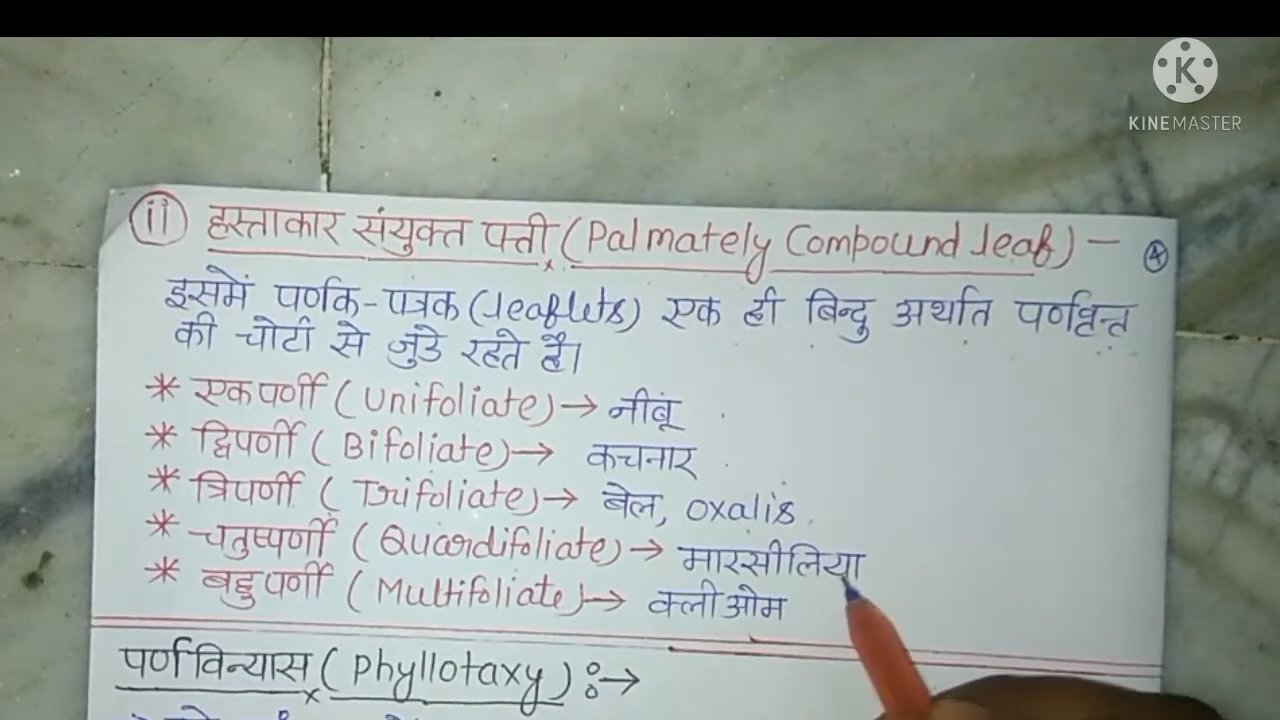 KINEMASTER
ii) हस्ताकार संयुक्त पत्ती (Palmately Compound leaf) —
4
इसमें पर्णक-पत्रक (leaflets) एक ही बिन्दु अर्थात पर्णवृन्त
की चोटी से जुडे रहते है।
* एकपर्णी (Unifoliate) → नीबू
* द्विपर्णी (Bifoliate) → कचनार
* त्रिपर्णी (Trifoliate) → बेल, oxalis
* चतुष्पर्णी (Quardifoliate) → मारसीलिया
* बहुपर्णी (Multifoliate) → क्लीओम
पर्णविन्यास (Phyllotaxy) :→